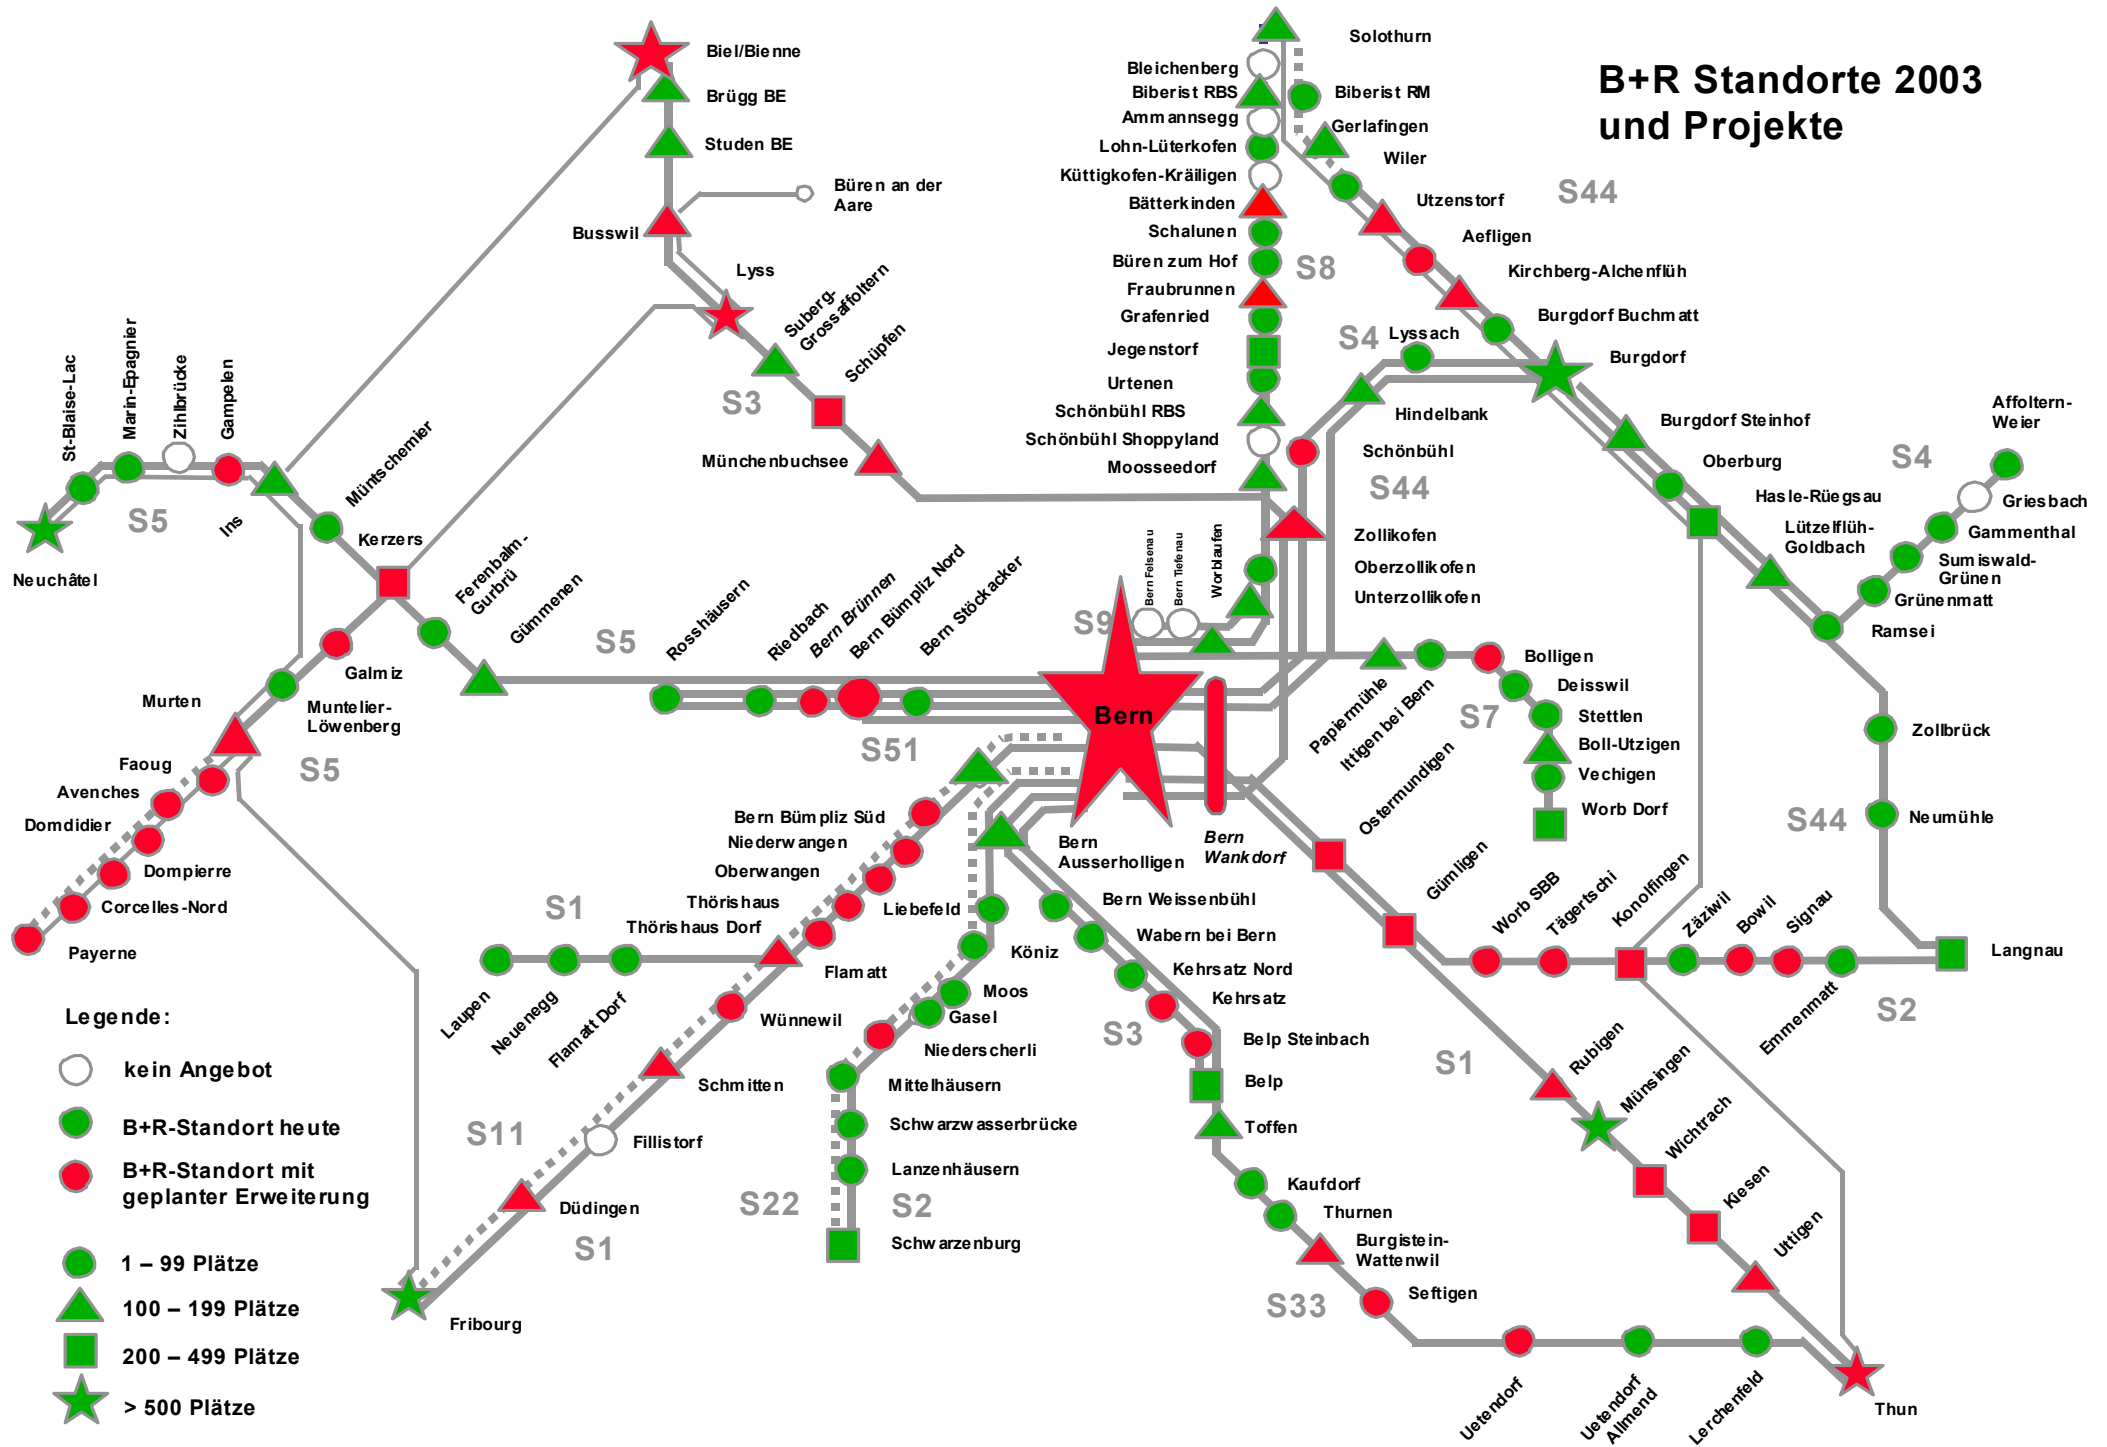 B+R Standorte 2003
und Projekte
Biel/Bienne
Brügg BE
Studen BE
Büren an der
Aare
Busswil
Lyss
Suberg-
Grossaffoltern
Schüpfen
S3
Münchenbuchsee
Solothurn
Bleichenberg
Biberist RBS
Ammannsegg
Lohn-Lüterkofen
Küttigkofen-Kräiligen
Bätterkinden
Schalunen
Büren zum Hof
Fraubrunnen
Grafenried
Jegenstorf
Urtenen
Schönbühl RBS
Schönbühl Shoppyland
Moosseedorf
S8
Biberist RM
Gerlafingen
Wiler
Utzenstorf
S44
Aefligen
Kirchberg-Alchenflüh
Burgdorf Buchmatt
S4
Lyssach
Burgdorf
Hindelbank
Schönbühl
S44
Zollikofen
Oberzollikofen
Unterzollikofen
Burgdorf Steinhof
Oberburg
Hasle-Rüegsau
Lützelflüh-
Goldbach
S4
Affoltern-
Weier
Griesbach
Gammenthal
Sumiswald-
Grünen
Grünenmatt
Ramsei
Zollbrück
S44
Neumühle
Langnau
St-Blaise-Lac
Marin-Epagnier
Zihlbrücke
Gampelen
S5
Neuchâtel
Ins
Müntschemier
Kerzers
Ferenbalm-
Gurbrü
Gümmenen
S5
Rosshäusern
Riedbach
Bern Brünnen
Bern Bümpliz Nord
Bern Stöckacker
S51
Bern Felsenau
Bern Tiefenau
Worblaufen
S9
Bern
Galmiz
Muntelier-
Löwenberg
Murten
S5
Faoug
Avenches
Domdidier
Dompierre
Corcelles-Nord
Payerne
Papiermühle
Ittigen bei Bern
Bolligen
Deisswil
S7
Stettlen
Boll-Utzigen
Vechigen
Worb Dorf
Bern
Wankdorf
Ostermundigen
Gümligen
Worb SBB
Tägertschi
Konolfingen
Zäziwil
Bowil
Signau
Emmenmatt
S2
Bern
Ausserholligen
Bern Bümpliz Süd
Niederwangen
Oberwangen
Thörishaus
Thörishaus Dorf
S1
Laupen
Neuenegg
Flamatt Dorf
Flamatt
Wünnewil
Schmitten
S11
Fillistorf
Düdingen
S1
Fribourg
Liebefeld
Köniz
Moos
Gasel
Niederscherli
Mittelhäusern
Schwarzwasserbrücke
Lanzenhäusern
S22
S2
Schwarzenburg
Bern Weissenbühl
Wabern bei Bern
Kehrsatz Nord
Kehrsatz
S3
Belp Steinbach
Belp
Toffen
Kaufdorf
Thurnen
Burgistein-
Wattenwil
Seftigen
S33
Uetendorf
Uetendorf
Allmend
Lerchenfeld
Thun
S1
Rubigen
Münsingen
Wichtrach
Kiesen
Uttigen
Legende:
kein Angebot
B+R-Standort heute
B+R-Standort mit
geplanter Erweiterung
1 – 99 Plätze
100 – 199 Plätze
200 – 499 Plätze
> 500 Plätze